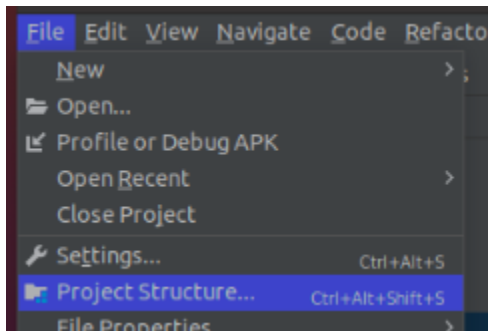 File Edit View Navigate Code Refacto
New
Open...
Profile or Debug APK
Open Recent
Close Project
Settings... Ctrl+Alt+S
Project Structure... Ctrl+Alt+Shift+S
File Properties